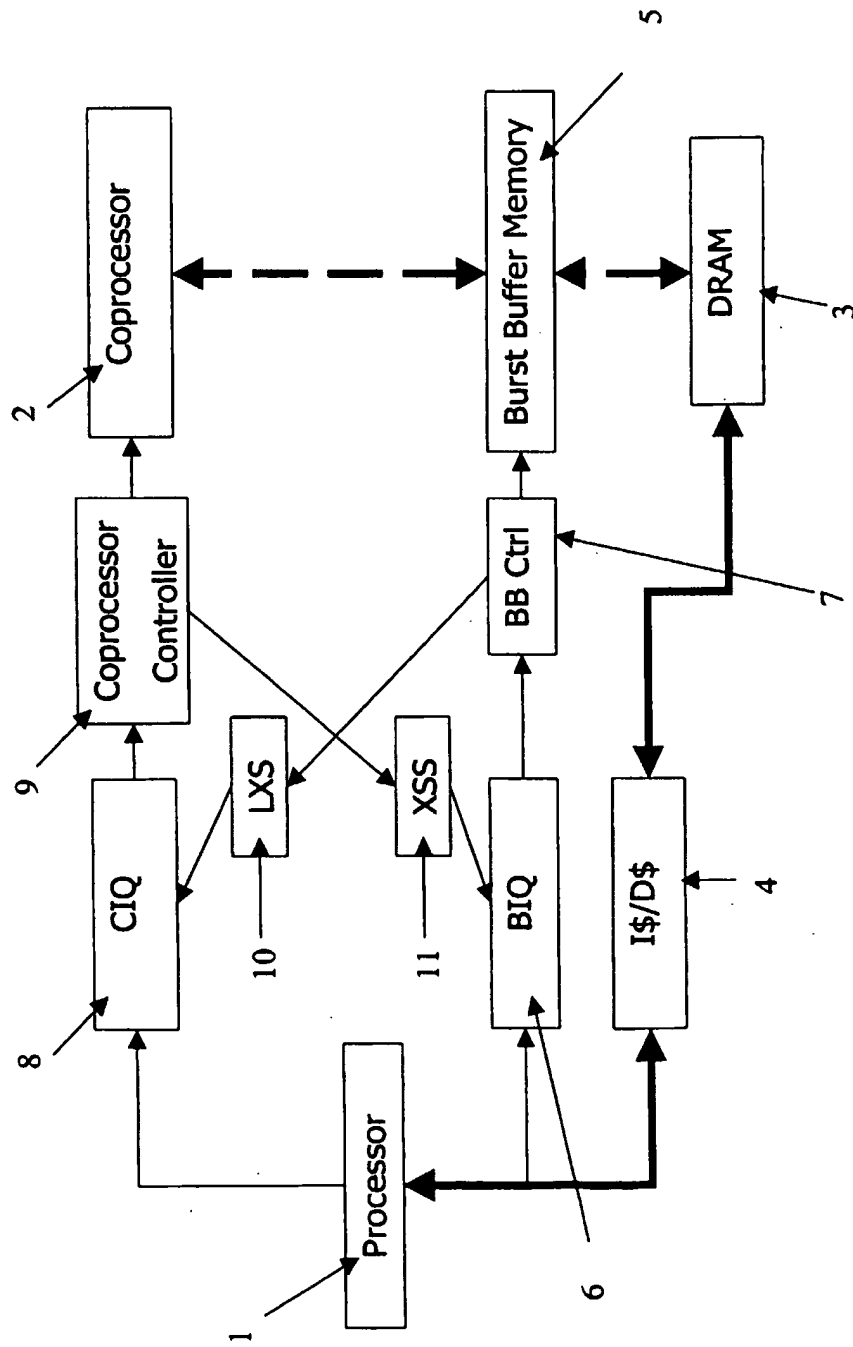 2
Coprocessor
9
Coprocessor
Controller
8
CIQ
10
LXS
11
XSS
1
Processor
6
BIQ
7
BB Ctrl
5
Burst Buffer Memory
4
I$/D$
3
DRAM